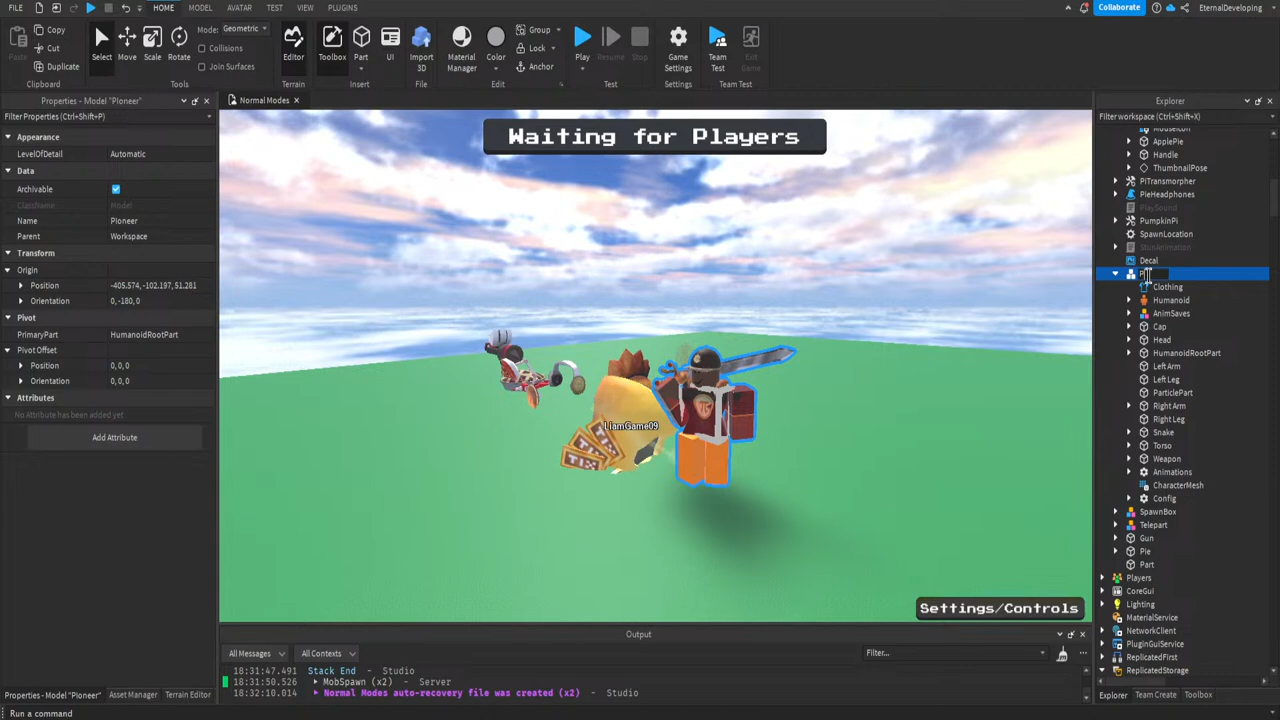 FILE
HOME
MODEL
AVATAR
TEST
VIEW
PLUGINS
Collaborate
EternalDeveloping
Paste
Copy
Cut
Duplicate
Clipboard
Select
Move
Scale
Rotate
Mode: Geometric
Collisions
Join Surfaces
Tools
Editor
Terrain
Toolbox
Part
UI
Insert
Import
3D
File
Material
Manager
Color
Group
Lock
Anchor
Edit
Play
Resume
Stop
Test
Game
Settings
Settings
Team
Test
Exit
Game
Team Test
Properties - Model "Pioneer"
Filter Properties (Ctrl+Shift+P)
Appearance
LevelOfDetail Automatic
Data
Archivable
ClassName Model
Name Pioneer
Parent Workspace
Transform
Origin
Position -405.574, -102.197, 51.281
Orientation 0,-180,0
Pivot
PrimaryPart HumanoidRootPart
Pivot Offset
Position 0,0,0
Orientation 0,0,0
Attributes
No Attribute has been added yet
Add Attribute
Properties - Model "Pioneer"
Asset Manager
Terrain Editor
Run a command
Normal Modes
Waiting for Players
LiamGame09
TIX
TIX
TIX
Settings/Controls
Output
All Messages
All Contexts
Filter...
Stack End - Studio
18:31:47.491
18:31:50.526 MobSpawn (x2) - Server
18:32:10.014 Normal Modes auto-recovery file was created (x2) - Studio
Explorer
Filter workspace (Ctrl+Shift+X)
MouseIcon
ApplePie
Handle
ThumbnailPose
PiTransmorpher
PieHeadphones
PlaySound
PumpkinPi
SpawnLocation
StunAnimation
Decal
Clothing
Humanoid
AnimSaves
Cap
Head
HumanoidRootPart
Left Arm
Left Leg
ParticlePart
Right Arm
Right Leg
Snake
Torso
Weapon
Animations
CharacterMesh
Config
SpawnBox
Telepart
Gun
Pie
Part
Players
CoreGui
Lighting
MaterialService
NetworkClient
PluginGuiService
ReplicatedFirst
ReplicatedStorage
Explorer
Team Create
Toolbox